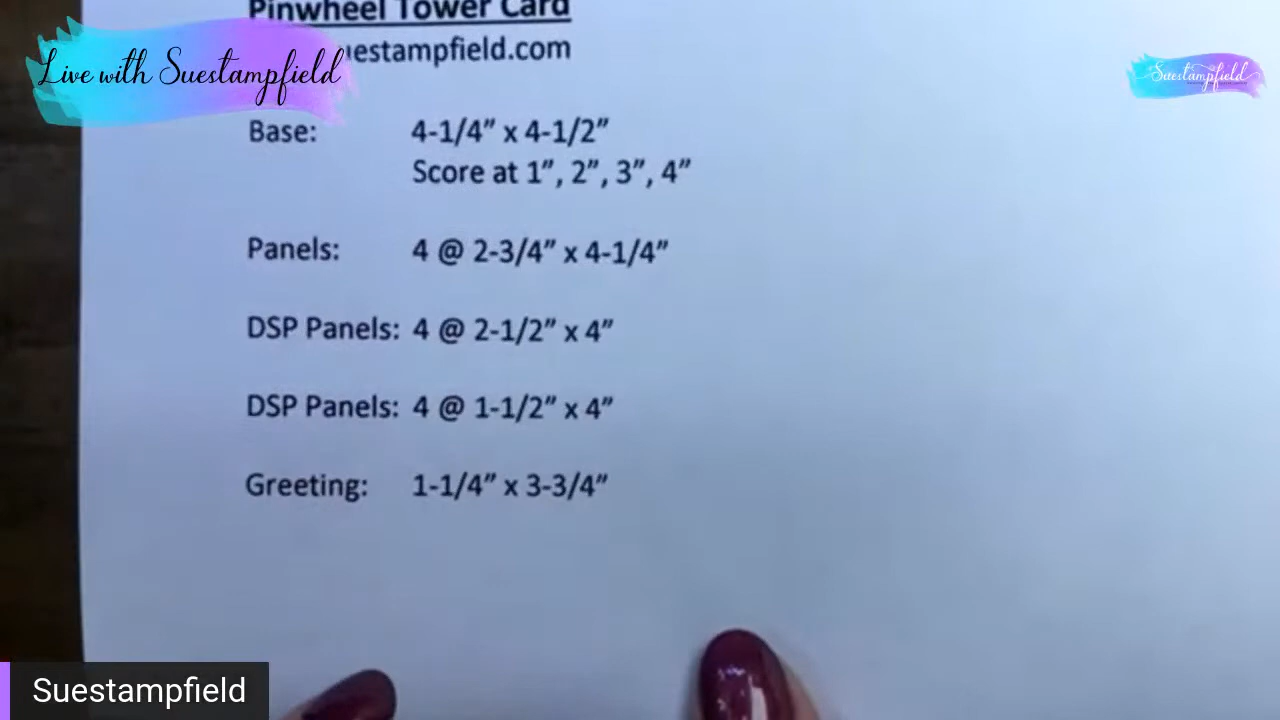 Pinwheel Tower Card
Live with Suestampfield
uestampfield.com
Suestampfield
Base: 4-1/4” x 4-1/2”
Score at 1”, 2”, 3”, 4”
Panels: 4 @ 2-3/4” x 4-1/4”
DSP Panels: 4 @ 2-1/2” x 4”
DSP Panels: 4 @ 1-1/2” x 4”
Greeting: 1-1/4” x 3-3/4”
Suestampfield